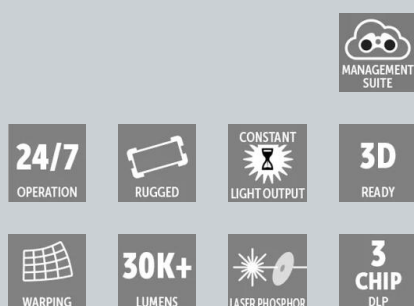 MANAGEMENT
SUITE
24/7
OPERATION
RUGGED
CONSTANT
LIGHT OUTPUT
3D
READY
WARPING
30K+
LUMENS
LASER PHOSPHOR
3
CHIP
DLP